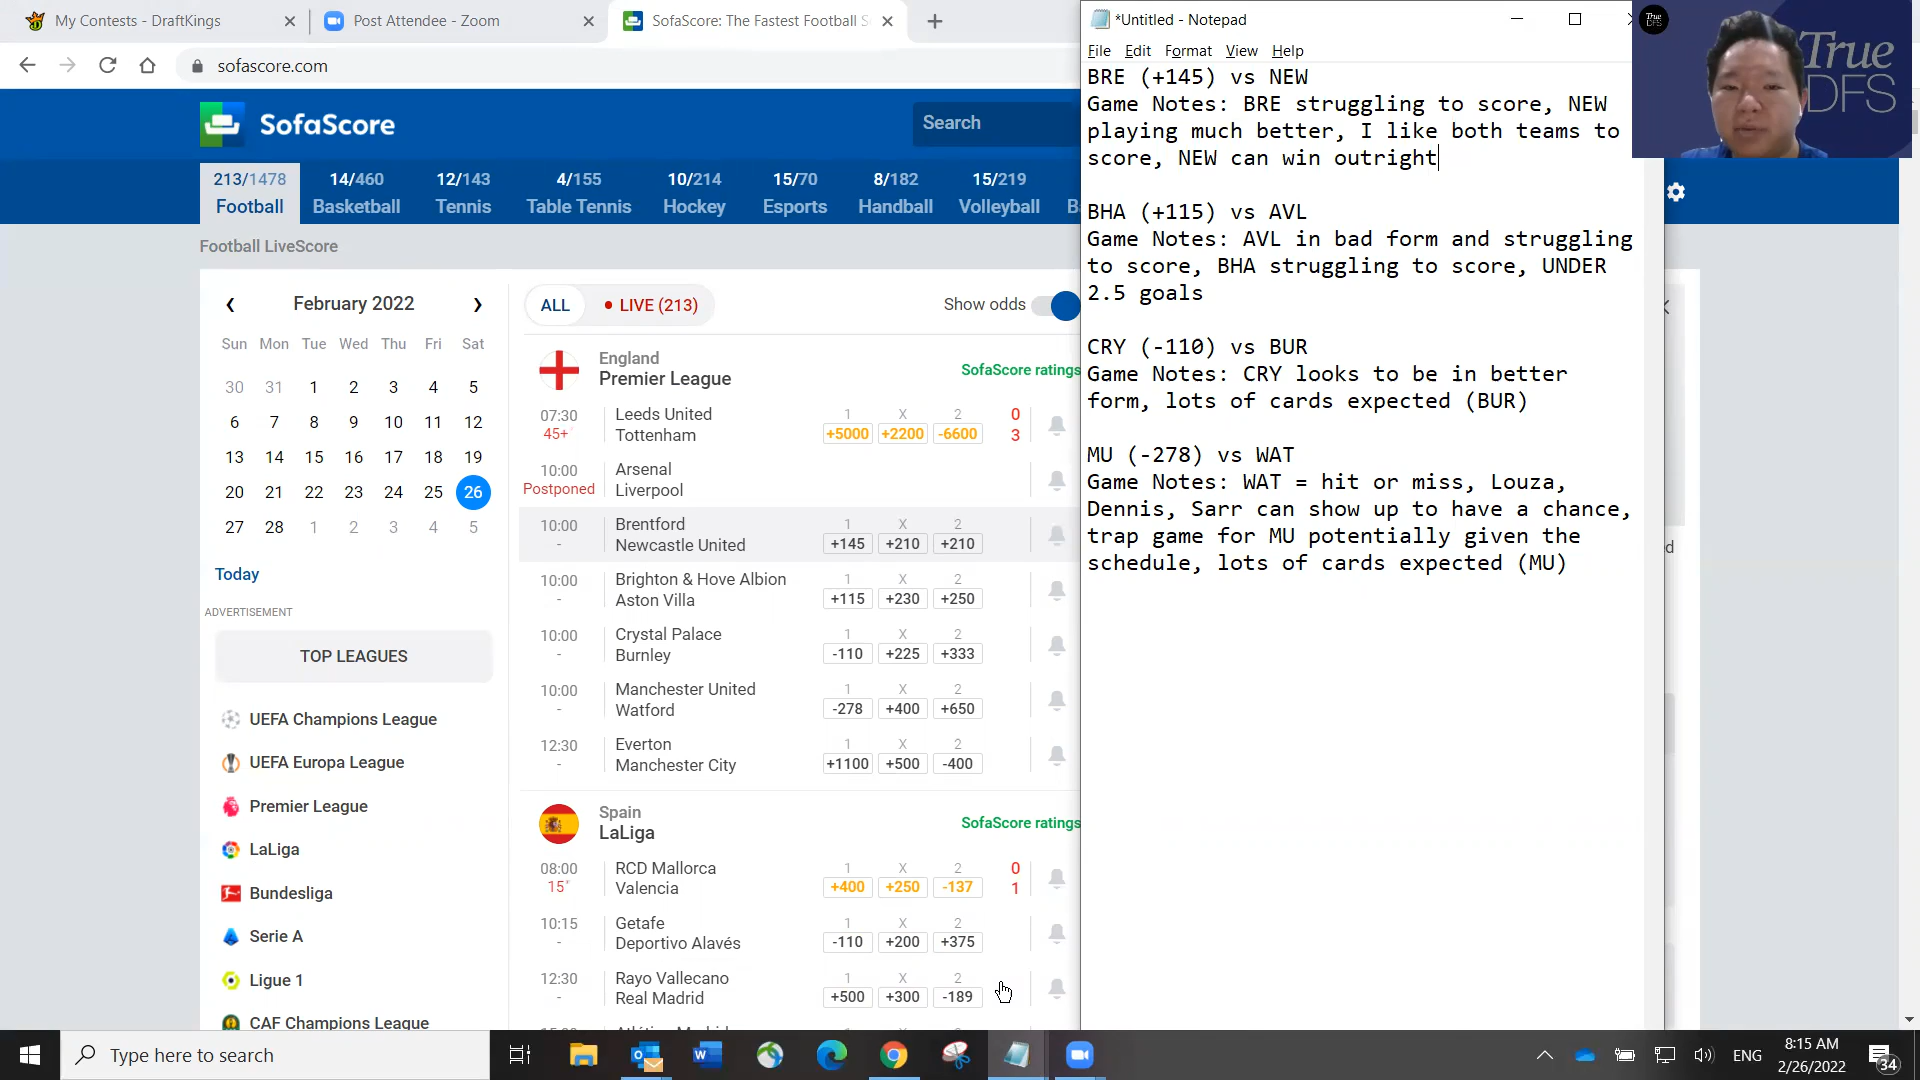 My Contests - DraftKings
Post Attendee - Zoom
SofaScore: The Fastest Football S
sofascore.com
SofaScore
Search
213/1478 Football
14/460 Basketball
12/143 Tennis
4/155 Table Tennis
10/214 Hockey
15/70 Esports
8/182 Handball
15/219 Volleyball
Football LiveScore
February 2022
Sun Mon Tue Wed Thu Fri Sat
30 31 1 2 3 4 5
6 7 8 9 10 11 12
13 14 15 16 17 18 19
20 21 22 23 24 25 26
27 28 1 2 3 4 5
Today
ADVERTISEMENT
TOP LEAGUES
UEFA Champions League
UEFA Europa League
Premier League
LaLiga
Bundesliga
Serie A
Ligue 1
CAF Champions League
ALL
LIVE (213)
Show odds
England
Premier League
SofaScore ratings
07:30 Leeds United 1 X 2 0
45+ Tottenham +5000 +2200 -6600 3
10:00 Arsenal
Postponed Liverpool
10:00 Brentford 1 X 2
- Newcastle United +145 +210 +210
10:00 Brighton & Hove Albion 1 X 2
- Aston Villa +115 +230 +250
10:00 Crystal Palace 1 X 2
- Burnley -110 +225 +333
10:00 Manchester United 1 X 2
- Watford -278 +400 +650
12:30 Everton 1 X 2
- Manchester City +1100 +500 -400
Spain
LaLiga
SofaScore ratings
08:00 RCD Mallorca 1 X 2 0
15' Valencia +400 +250 -137 1
10:15 Getafe 1 X 2
- Deportivo Alavés -110 +200 +375
12:30 Rayo Vallecano 1 X 2
- Real Madrid +500 +300 -189
*Untitled - Notepad
File Edit Format View Help
BRE (+145) vs NEW
Game Notes: BRE struggling to score, NEW
playing much better, I like both teams to
score, NEW can win outright
BHA (+115) vs AVL
Game Notes: AVL in bad form and struggling
to score, BHA struggling to score, UNDER
2.5 goals
CRY (-110) vs BUR
Game Notes: CRY looks to be in better
form, lots of cards expected (BUR)
MU (-278) vs WAT
Game Notes: WAT = hit or miss, Louza,
Dennis, Sarr can show up to have a chance,
trap game for MU potentially given the
schedule, lots of cards expected (MU)
True DFS
True
DFS
Type here to search
ENG
8:15 AM
2/26/2022
34